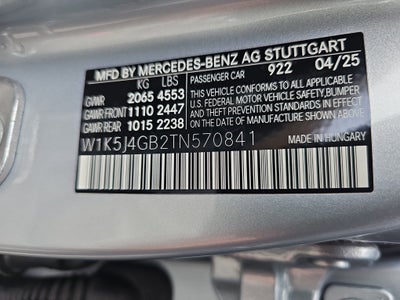 MFD BY MERCEDES-BENZ AG STUTTGART
KG LBS PASSENGER CAR 922 04/25
GVWR 2065 4553
GAWR FRONT 1110 2447
GAWR REAR 1015 2238
THIS VEHICLE CONFORMS TO ALL APPLICABLE
U.S. FEDERAL MOTOR VEHICLE SAFETY, BUMPER
AND THEFT PREVENTION STANDARDS IN EFFECT ON
THE DATE OF MANUFACTURE SHOWN ABOVE.
W1K5J4GB2TN570841
MADE IN HUNGARY